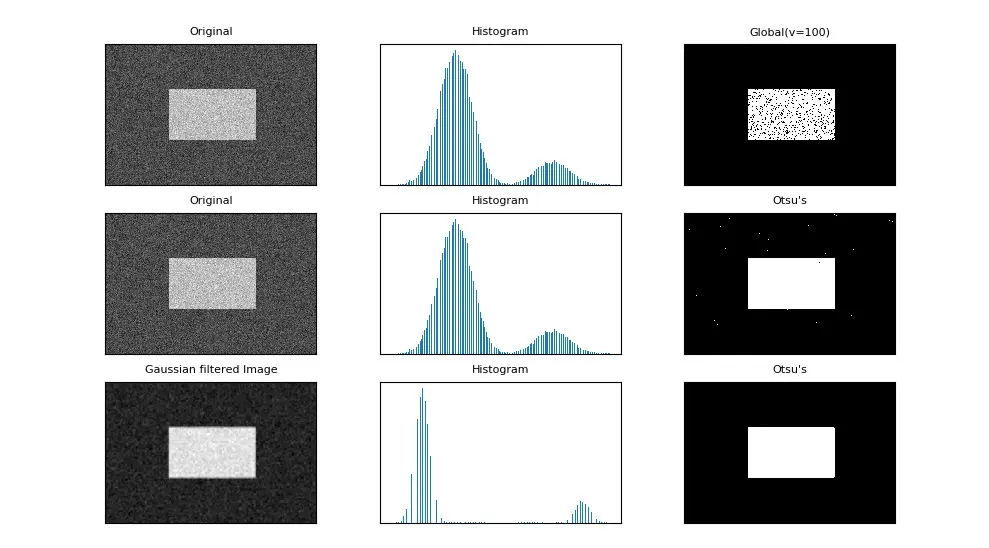 Original
Histogram
Global(v=100)
Original
Histogram
Otsu's
Gaussian filtered Image
Histogram
Otsu's